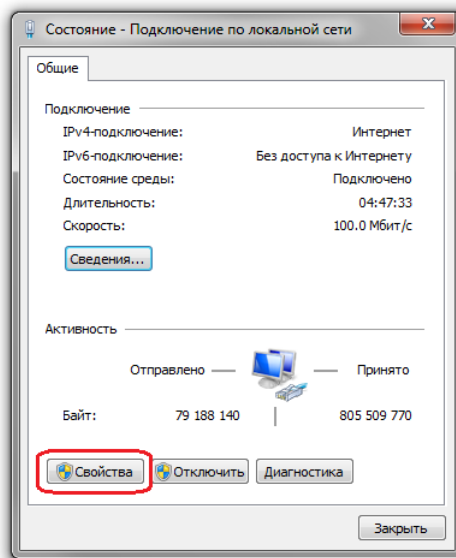 Состояние - Подключение по локальной сети
Общие
Подключение
IPv4-подключение: Интернет
IPv6-подключение: Без доступа к Интернету
Состояние среды: Подключено
Длительность: 04:47:33
Скорость: 100.0 Мбит/с
Сведения...
Активность
Отправлено — — Принято
Байт: 79 188 140 | 805 509 770
Свойства Отключить Диагностика
Закрыть